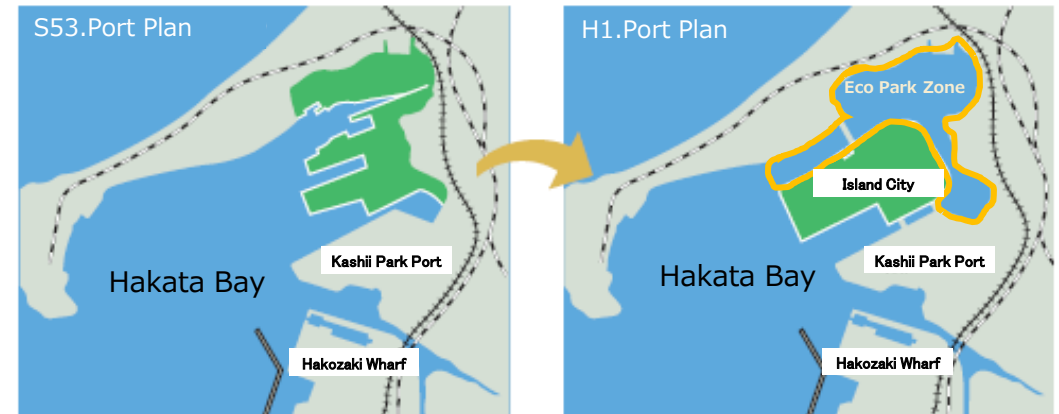 S53.Port Plan
Kashii Park Port
Hakata Bay
Hakozaki Wharf
H1.Port Plan
Eco Park Zone
Island City
Kashii Park Port
Hakata Bay
Hakozaki Wharf